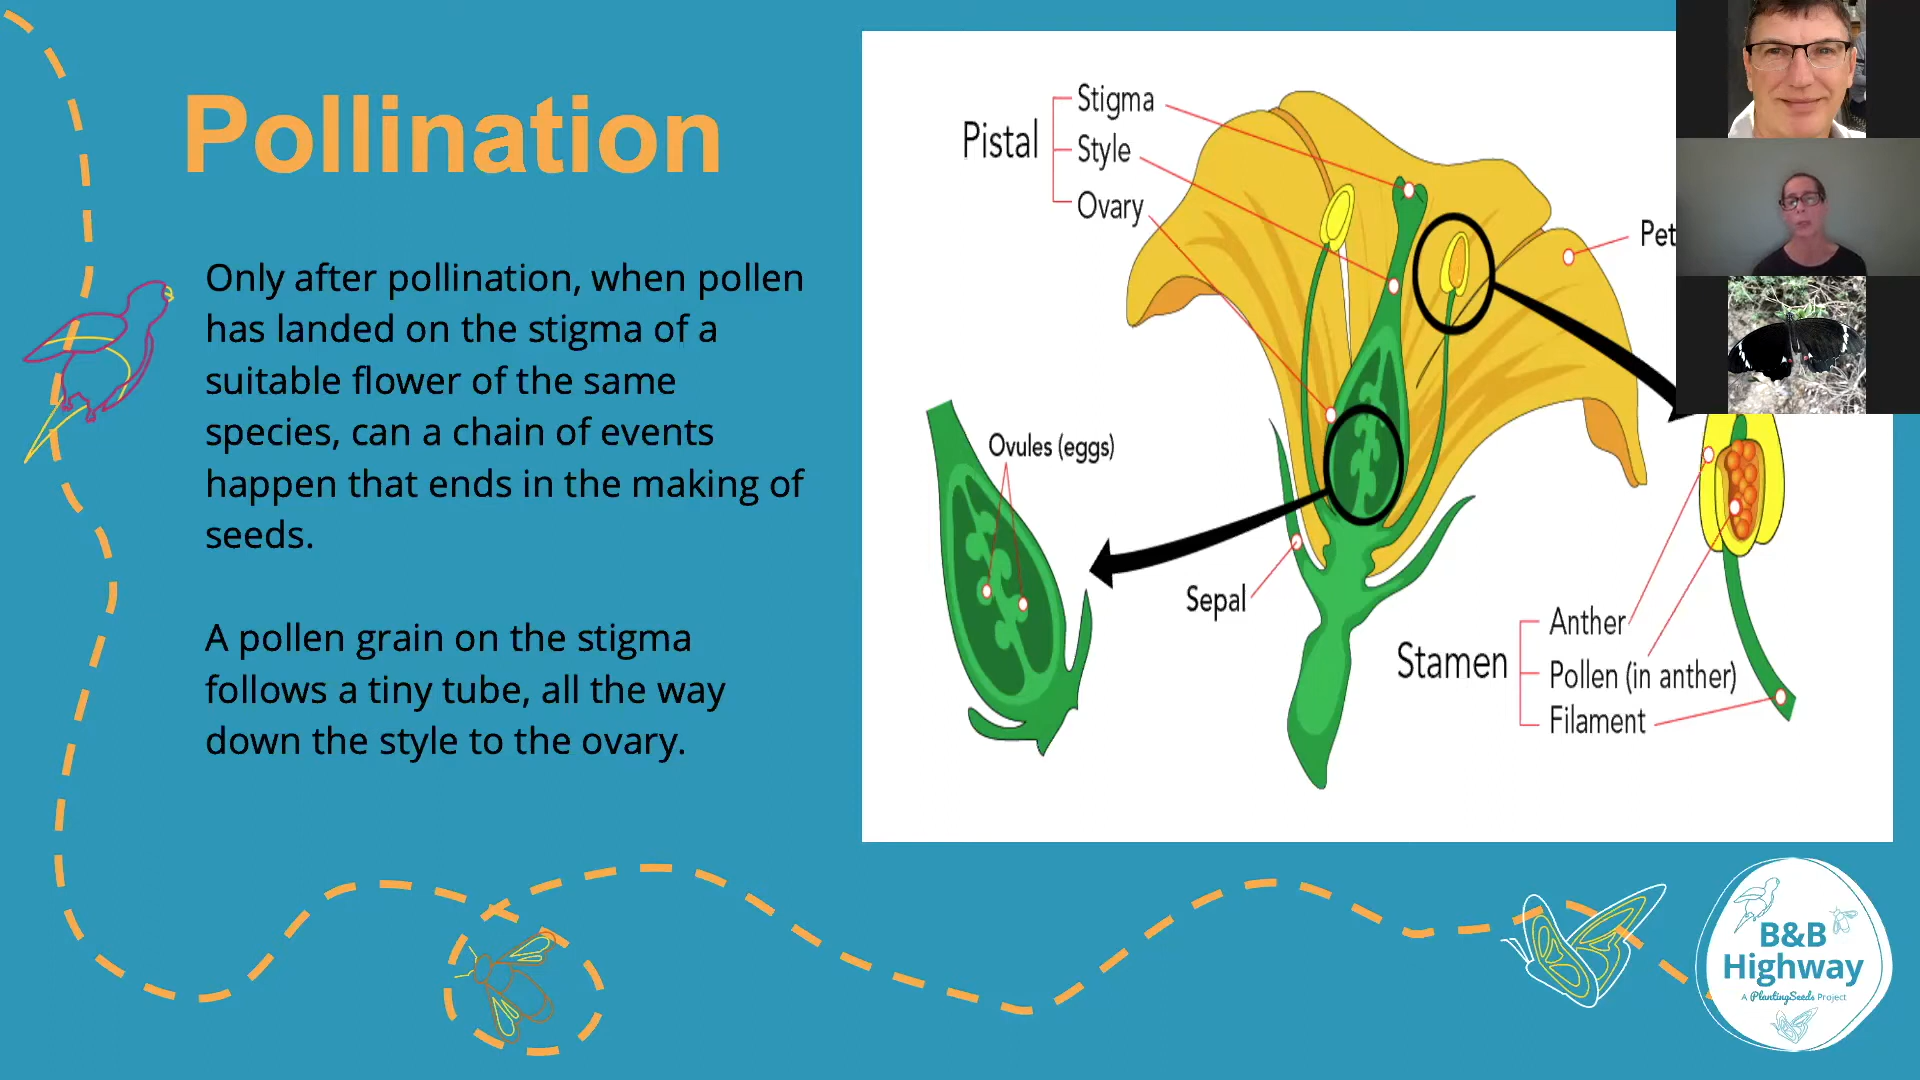 Pollination
Only after pollination, when pollen
has landed on the stigma of a
suitable flower of the same
species, can a chain of events
happen that ends in the making of
seeds.
A pollen grain on the stigma
follows a tiny tube, all the way
down the style to the ovary.
Pistal
Stigma
Style
Ovary
Pet
Ovules (eggs)
Sepal
Stamen
Anther
Pollen (in anther)
Filament
B&B
Highway
A PlantingSeeds Project